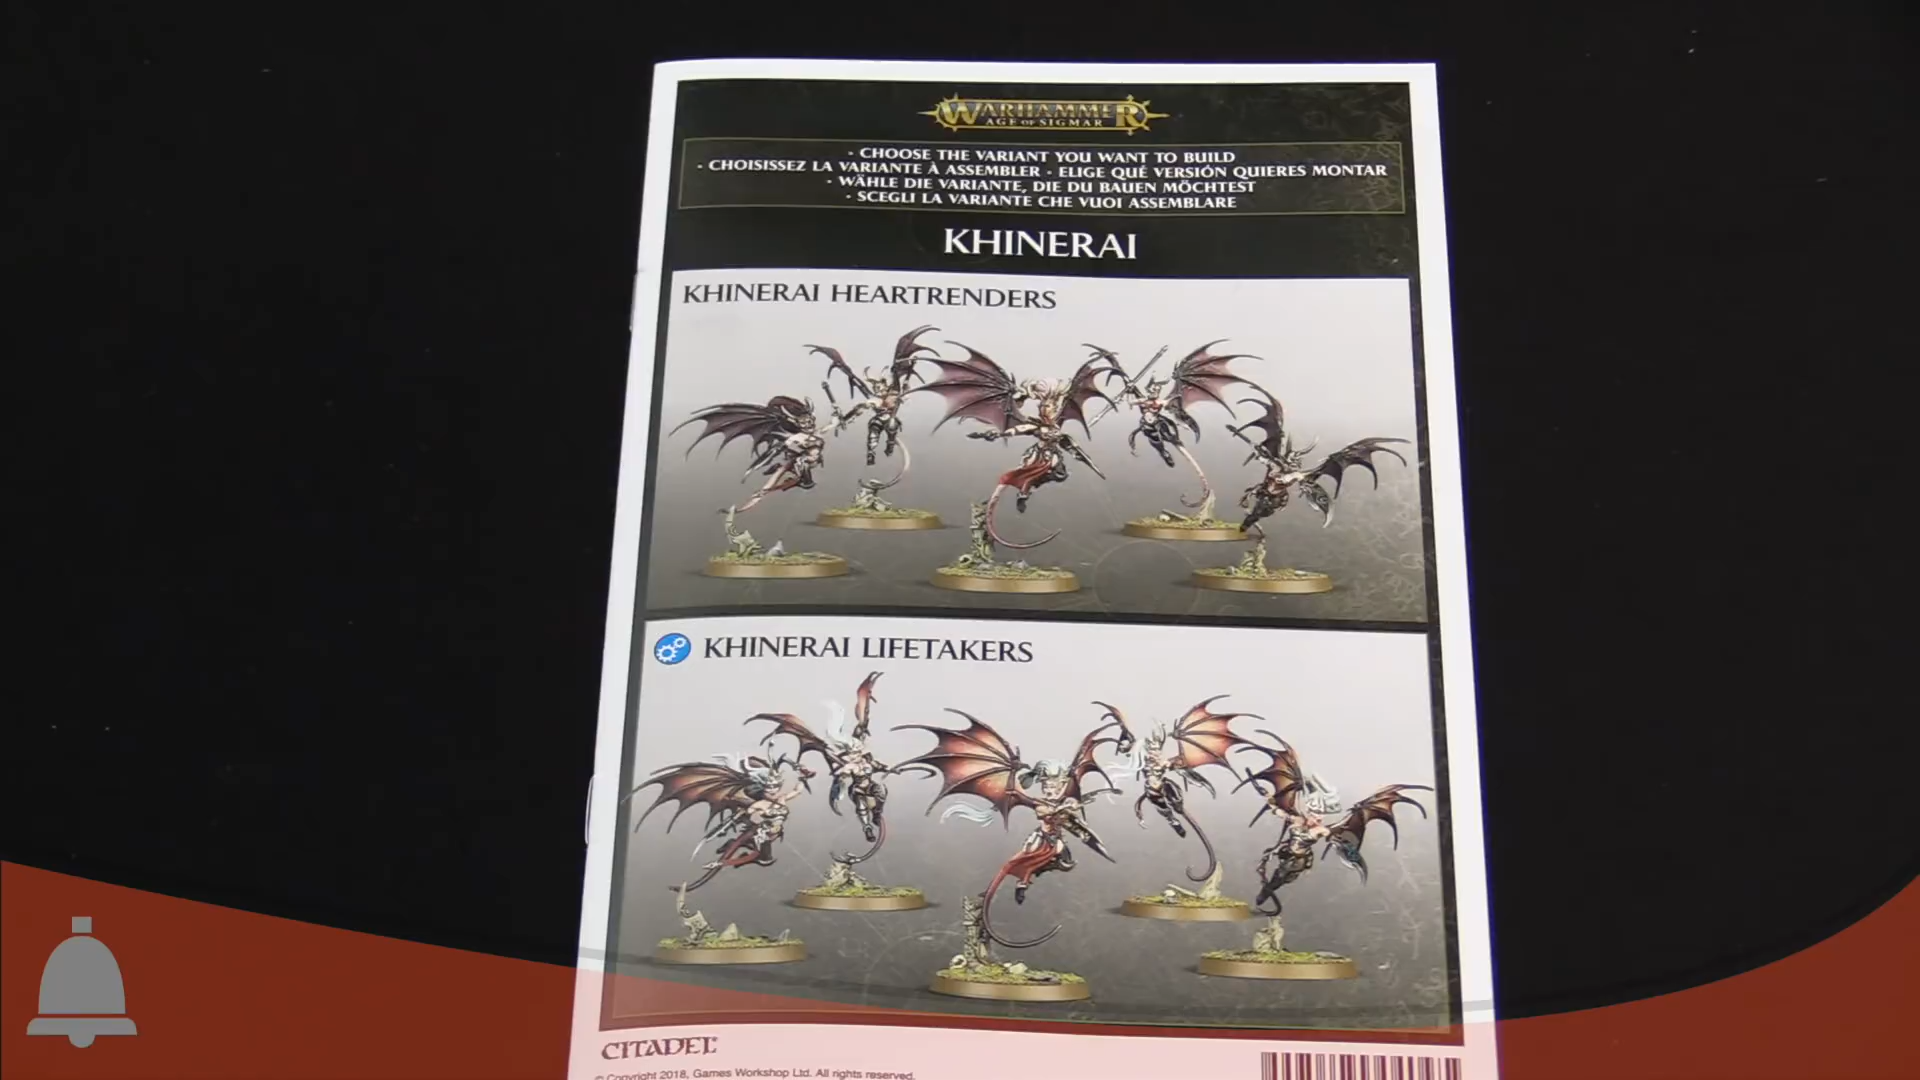 WARHAMMER
AGE OF SIGMAR
- CHOOSE THE VARIANT YOU WANT TO BUILD
- CHOISISSEZ LA VARIANTE À ASSEMBLER - ELIGE QUÉ VERSIÓN QUIERES MONTAR
- WÄHLE DIE VARIANTE, DIE DU BAUEN MÖCHTEST
- SCEGLI LA VARIANTE CHE VUOI ASSEMBLARE
KHINERAI
KHINERAI HEARTRENDERS
KHINERAI LIFETAKERS
CITADEL
© Copyright 2018, Games Workshop Ltd. All rights reserved.